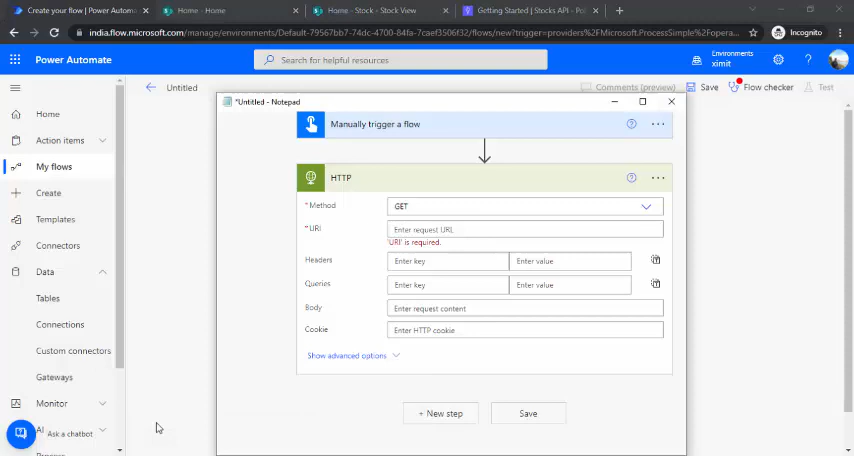 Create your flow | Power Automate
Home - Home
Home - Stock - Stock View
Getting Started | Stocks API - Po
india.flow.microsoft.com/manage/environments/Default-79567bb7-74dc-4700-84fa-7caef3506f32/flows/new?trigger=providers%2FMicrosoft.ProcessSimple%2Fopera...
Incognito
Power Automate
Search for helpful resources
Environments
ximit
Untitled
Comments (preview)
Save
Flow checker
Test
*Untitled - Notepad
Home
Action items
My flows
Create
Templates
Connectors
Data
Tables
Connections
Custom connectors
Gateways
Monitor
AI
Ask a chatbot
Process
Manually trigger a flow
HTTP
* Method
GET
* URI
Enter request URL
'URI' is required.
Headers
Enter key
Enter value
Queries
Enter key
Enter value
Body
Enter request content
Cookie
Enter HTTP cookie
Show advanced options
+ New step
Save